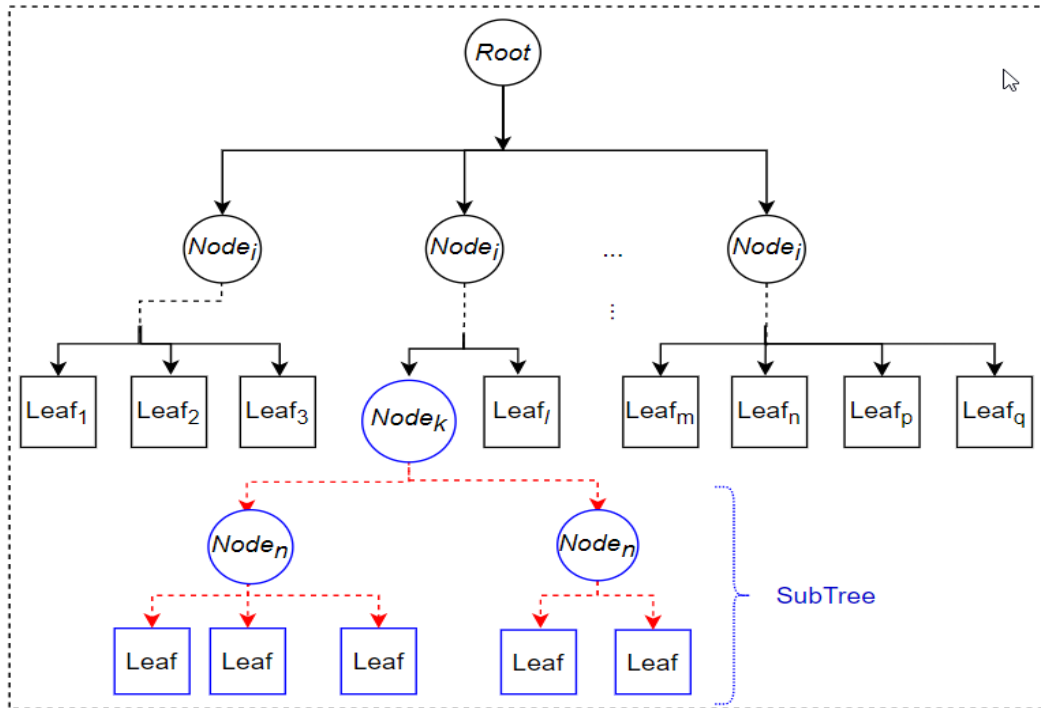 Root
Nodei Nodei ... Nodei
⋮
Leaf1 Leaf2 Leaf3 Nodek Leafl Leafm Leafn Leafp Leafq
Noden Noden
SubTree
Leaf Leaf Leaf Leaf Leaf